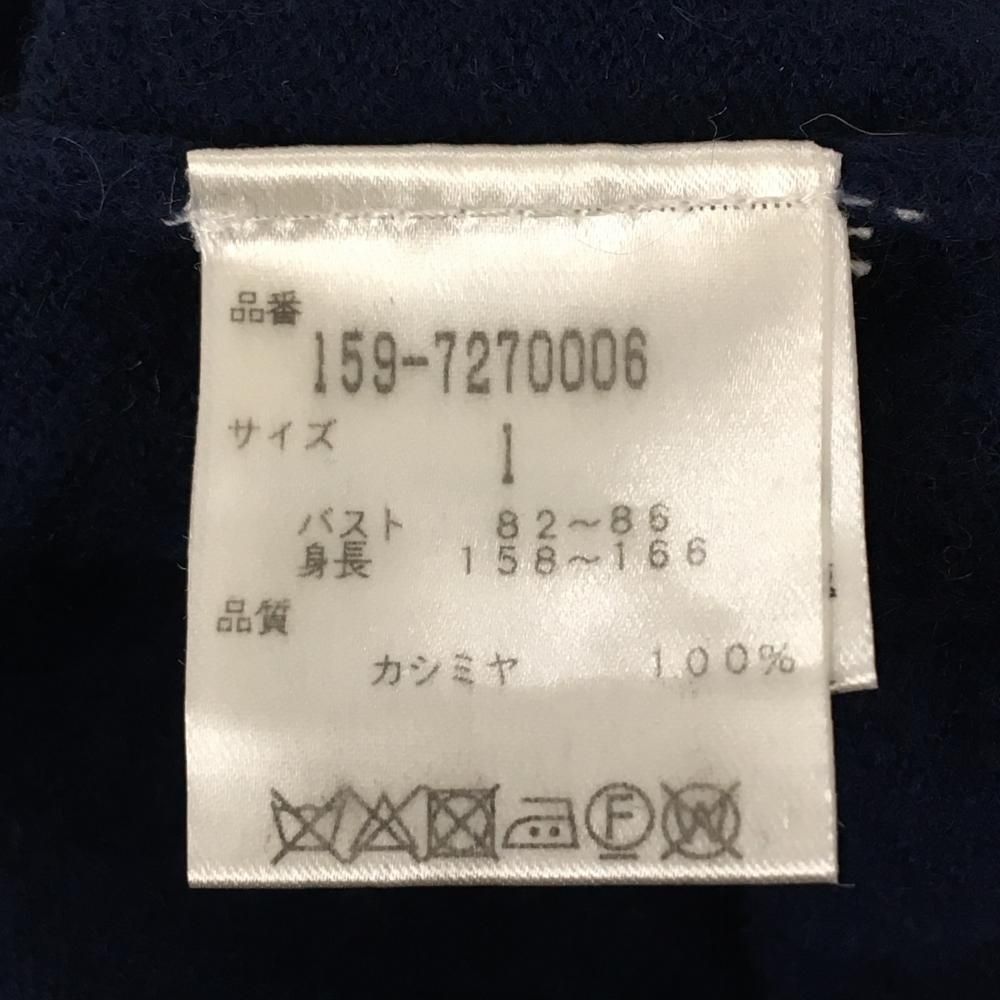 品番
159-7270006
サイズ
1
バスト 82〜86
身長 158〜166
品質
カシミヤ 100%
F W